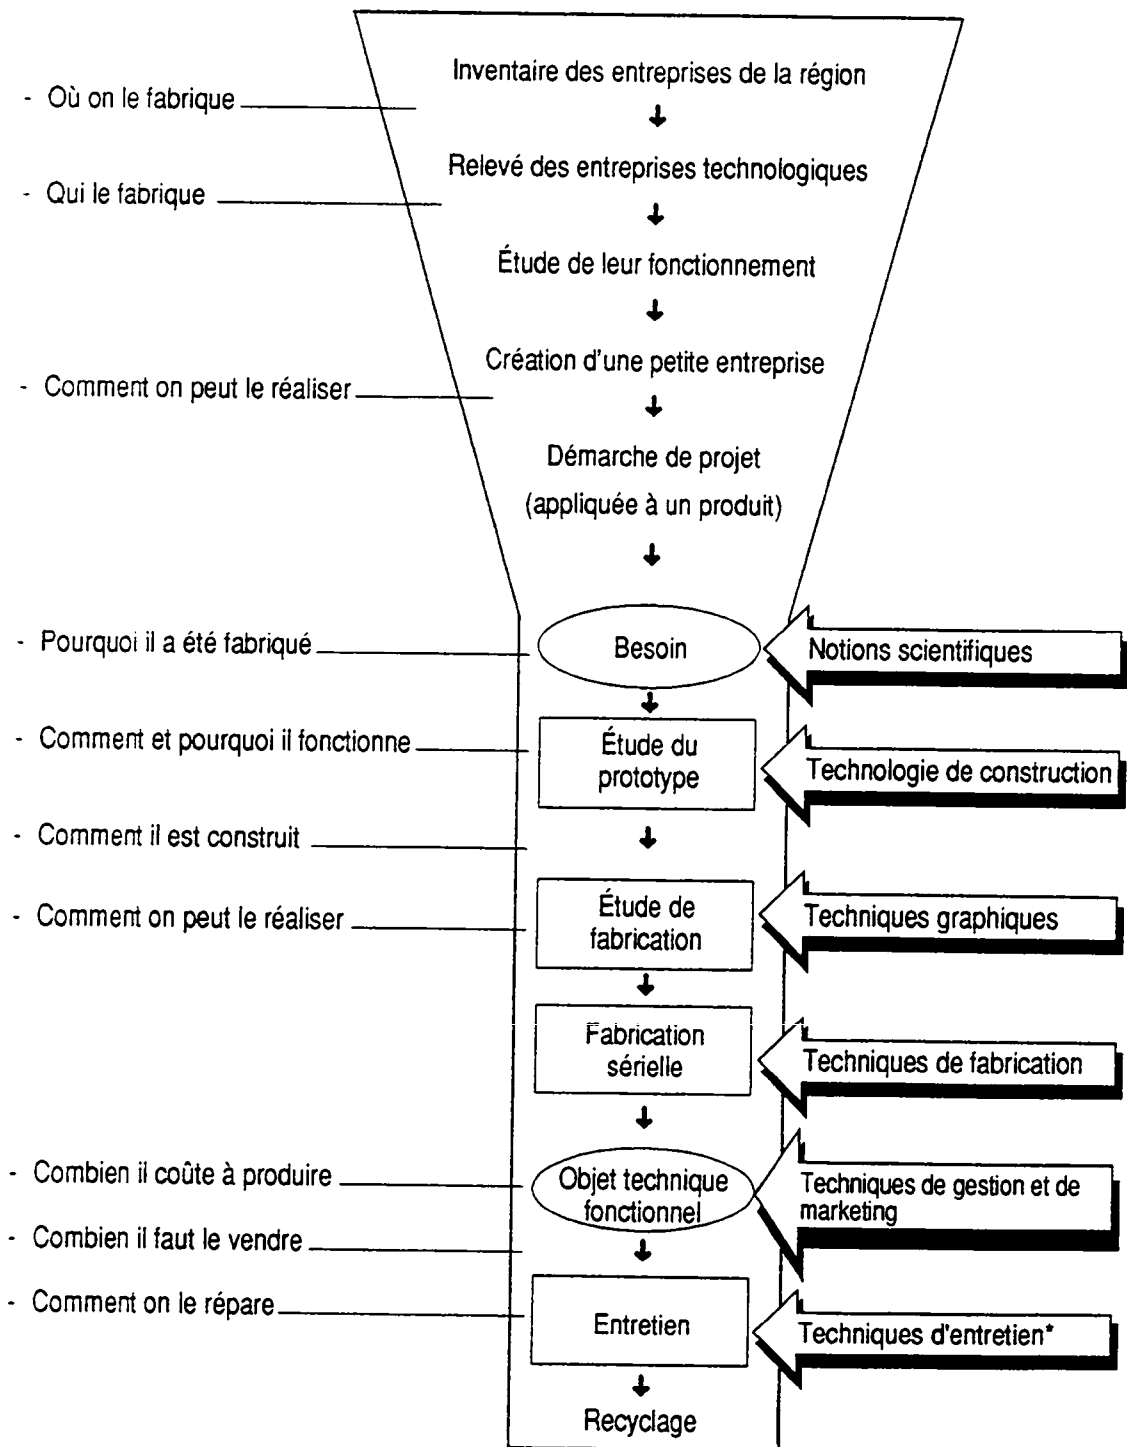 Inventaire des entreprises de la région
- Où on le fabrique
Relevé des entreprises technologiques
- Qui le fabrique
Étude de leur fonctionnement
Création d'une petite entreprise
- Comment on peut le réaliser
Démarche de projet
(appliquée à un produit)
- Pourquoi il a été fabriqué
Besoin
Notions scientifiques
- Comment et pourquoi il fonctionne
Étude du
prototype
Technologie de construction
- Comment il est construit
- Comment on peut le réaliser
Étude de
fabrication
Techniques graphiques
Fabrication
sérielle
Techniques de fabrication
- Combien il coûte à produire
Objet technique
fonctionnel
Techniques de gestion et de
marketing
- Combien il faut le vendre
- Comment on le répare
Entretien
Techniques d'entretien*
Recyclage